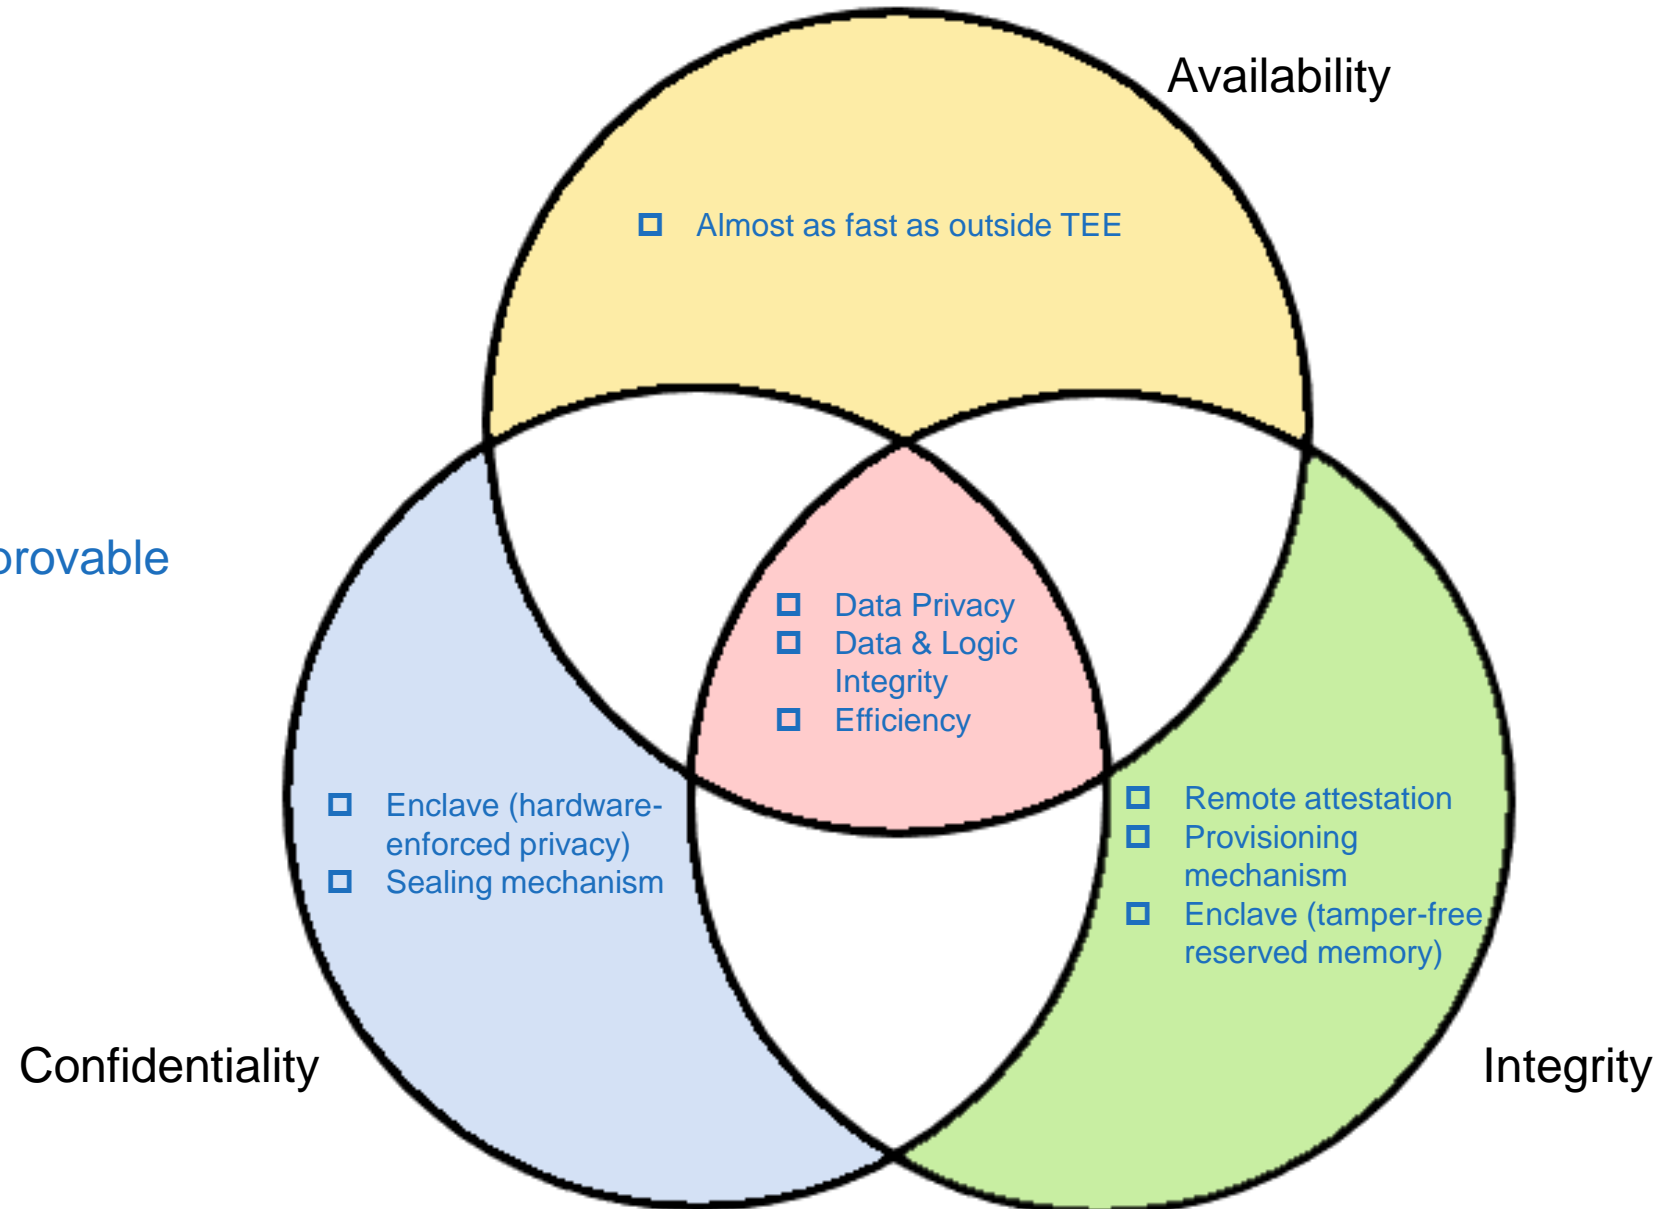 Availability
Almost as fast as outside TEE
provable
Data Privacy
Data & Logic
Integrity
Efficiency
Enclave (hardware-
enforced privacy)
Sealing mechanism
Remote attestation
Provisioning
mechanism
Enclave (tamper-free
reserved memory)
Confidentiality
Integrity